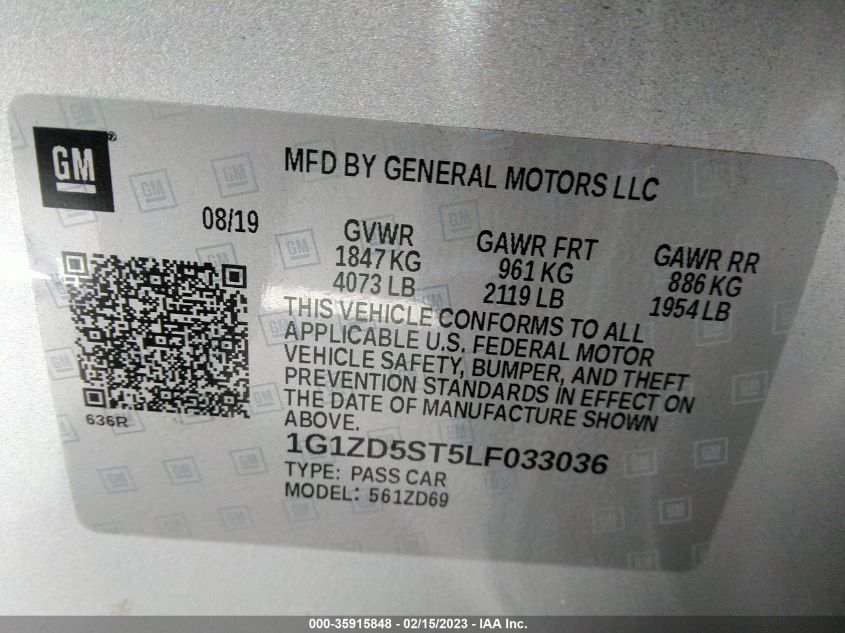 GM
®
MFD BY GENERAL MOTORS LLC
08/19
GVWR GAWR FRT GAWR RR
1847 KG 961 KG 886 KG
4073 LB 2119 LB 1954 LB
THIS VEHICLE CONFORMS TO ALL
APPLICABLE U.S. FEDERAL MOTOR
VEHICLE SAFETY, BUMPER, AND THEFT
PREVENTION STANDARDS IN EFFECT ON
THE DATE OF MANUFACTURE SHOWN
ABOVE.
636R
1G1ZD5ST5LF033036
TYPE: PASS CAR
MODEL: 561ZD69
000-35915848 - 02/15/2023 - IAA Inc.